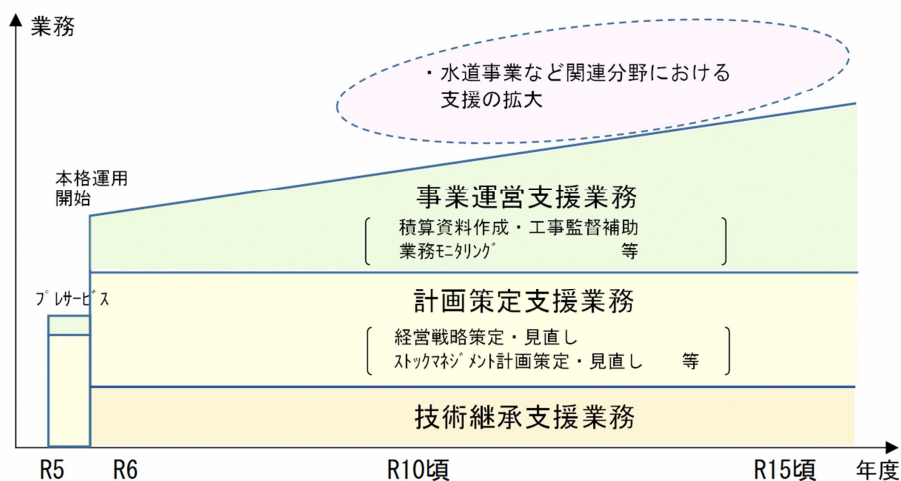 業務
・水道事業など関連分野における
支援の拡大
本格運用
開始
事業運営支援業務
積算資料作成・工事監督補助
業務ﾓﾆﾀﾘﾝｸﾞ 等
ﾌﾟﾚｻｰﾋﾞｽ
計画策定支援業務
経営戦略策定・見直し
ｽﾄｯｸﾏﾈｼﾞﾒﾝﾄ計画策定・見直し 等
技術継承支援業務
R5 R6 R10頃 R15頃 年度